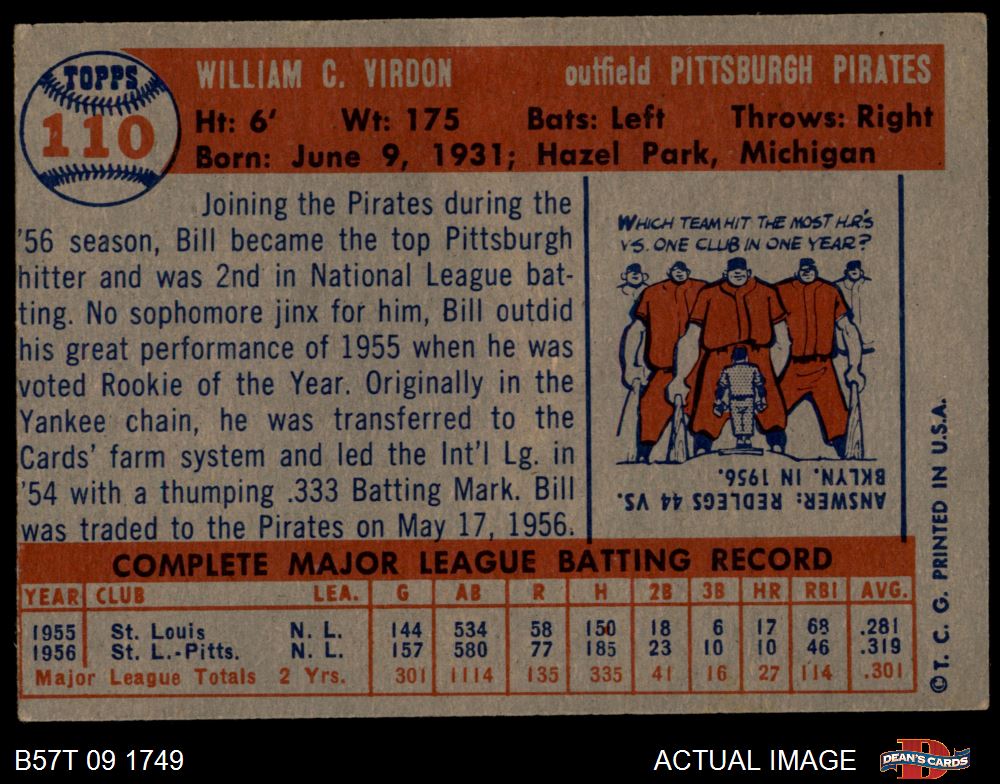 TOPPS
110
WILLIAM C. VIRDON outfield PITTSBURGH PIRATES
Ht: 6' Wt: 175 Bats: Left Throws: Right
Born: June 9, 1931; Hazel Park, Michigan
Joining the Pirates during the
'56 season, Bill became the top Pittsburgh
hitter and was 2nd in National League bat-
ting. No sophomore jinx for him, Bill outdid
his great performance of 1955 when he was
voted Rookie of the Year. Originally in the
Yankee chain, he was transferred to the
Cards' farm system and led the Int'l Lg. in
'54 with a thumping .333 Batting Mark. Bill
was traded to the Pirates on May 17, 1956.
WHICH TEAM HIT THE MOST H.R'S
VS. ONE CLUB IN ONE YEAR?
ANSWER: REDLEGS 44 VS.
BKLYN. IN 1956.
COMPLETE MAJOR LEAGUE BATTING RECORD
YEAR CLUB LEA. G AB R H 2B 3B HR RBI AVG.
1955 St. Louis N. L. 144 534 58 150 18 6 17 68 .281
1956 St. L.-Pitts. N. L. 157 580 77 185 23 10 10 46 .319
Major League Totals 2 Yrs. 301 1114 135 335 41 16 27 114 .301
© T. C. G. PRINTED IN U.S.A.
B57T 09 1749 ACTUAL IMAGE DEAN'S CARDS